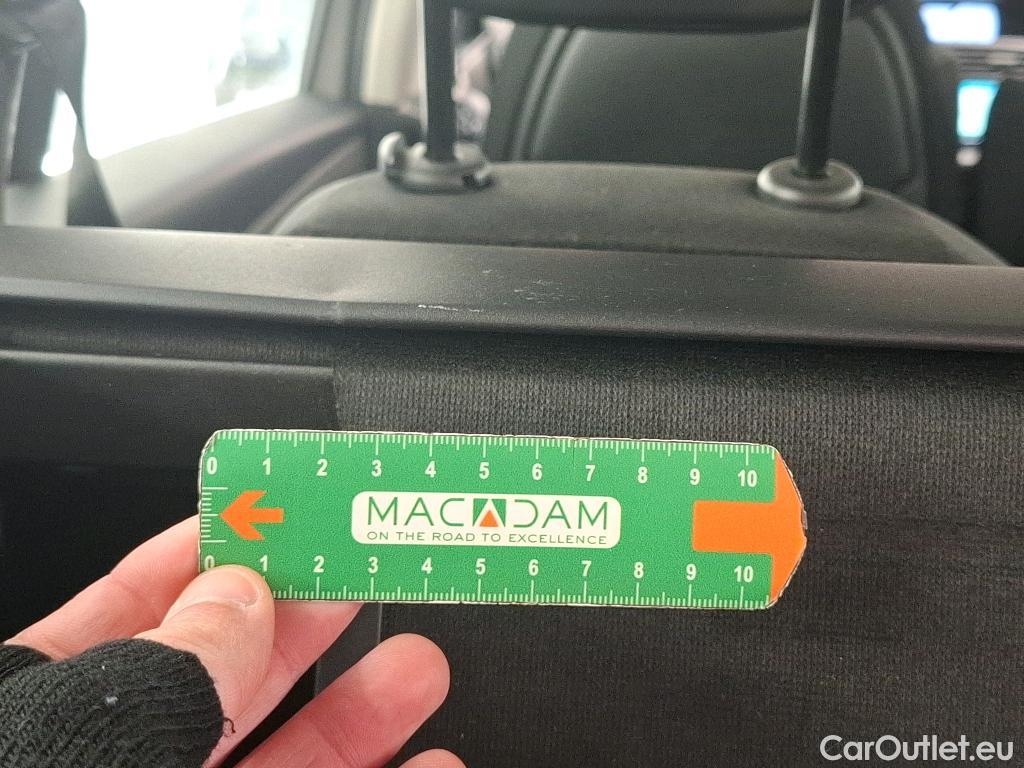 0 1 2 3 4 5 6 7 8 9 10
MACADAM
ON THE ROAD TO EXCELLENCE
0 1 2 3 4 5 6 7 8 9 10
CarOutlet.eu